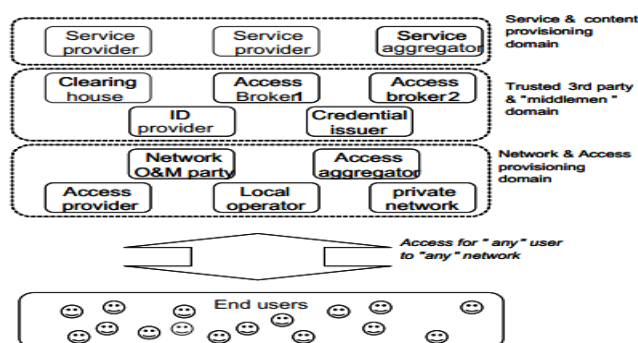 Service provider
Service provider
Service aggregator
Service & content provisioning domain
Clearing house
Access Broker1
Access broker2
ID provider
Credential issuer
Trusted 3rd party & "middlemen" domain
Network O&M party
Access aggregator
Access provider
Local operator
private network
Network & Access provisioning domain
Access for "any" user
to "any" network
End users